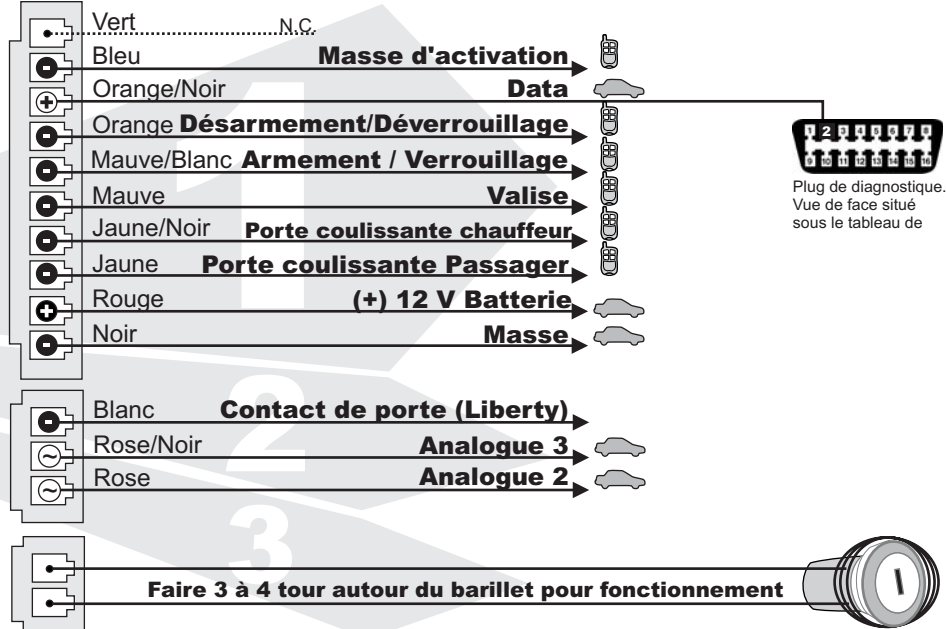 Vert N.C.
Bleu Masse d'activation
Orange/Noir Data
Orange Désarmement/Déverrouillage
Mauve/Blanc Armement / Verrouillage
Mauve Valise
Jaune/Noir Porte coulissante chauffeur
Jaune Porte coulissante Passager
Rouge (+) 12 V Batterie
Noir Masse
1 2 3 4 5 6 7 8
9 10 11 12 13 14 15 16
Plug de diagnostique.
Vue de face situé
sous le tableau de
1
Blanc Contact de porte (Liberty)
Rose/Noir Analogue 3
Rose Analogue 2
2
3
Faire 3 à 4 tour autour du barillet pour fonctionnement